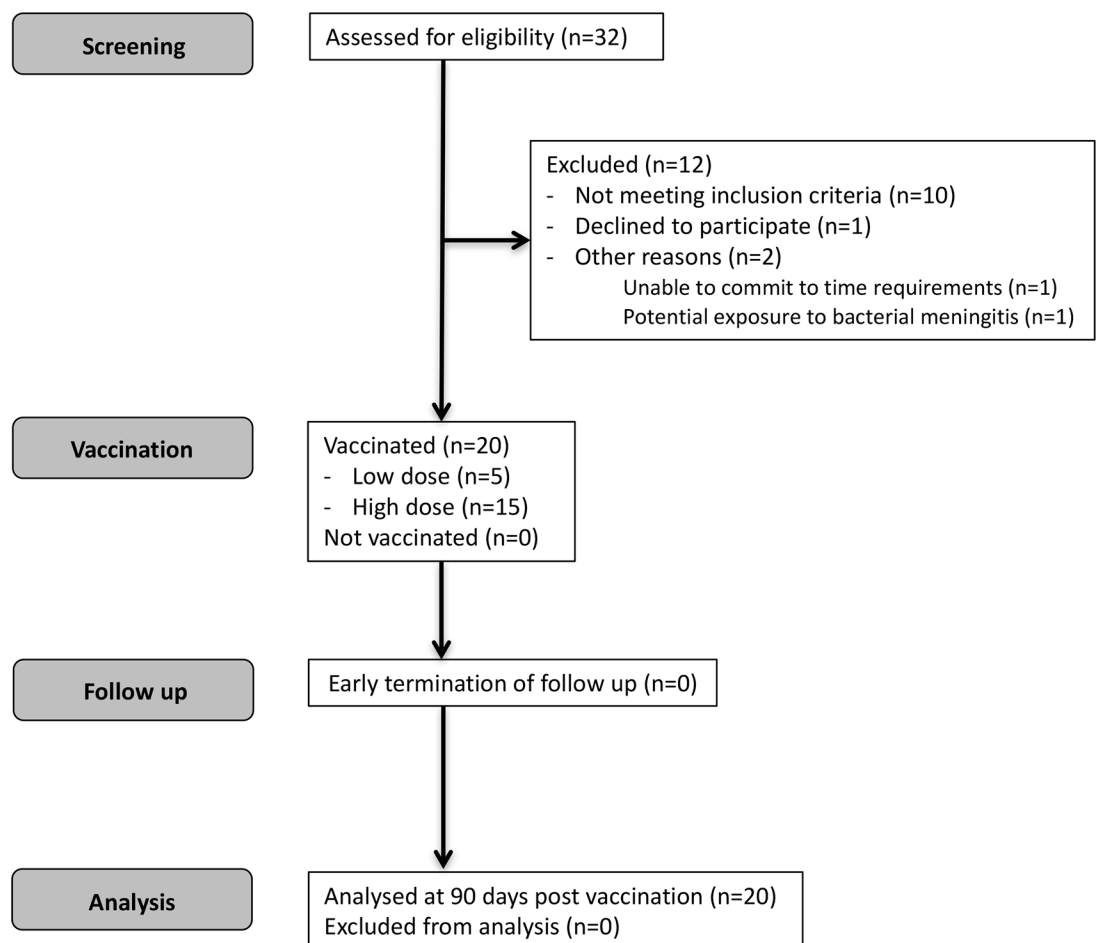 Screening
Assessed for eligibility (n=32)
Excluded (n=12)
- Not meeting inclusion criteria (n=10)
- Declined to participate (n=1)
- Other reasons (n=2)
Unable to commit to time requirements (n=1)
Potential exposure to bacterial meningitis (n=1)
Vaccination
Vaccinated (n=20)
- Low dose (n=5)
- High dose (n=15)
Not vaccinated (n=0)
Follow up
Early termination of follow up (n=0)
Analysis
Analysed at 90 days post vaccination (n=20)
Excluded from analysis (n=0)